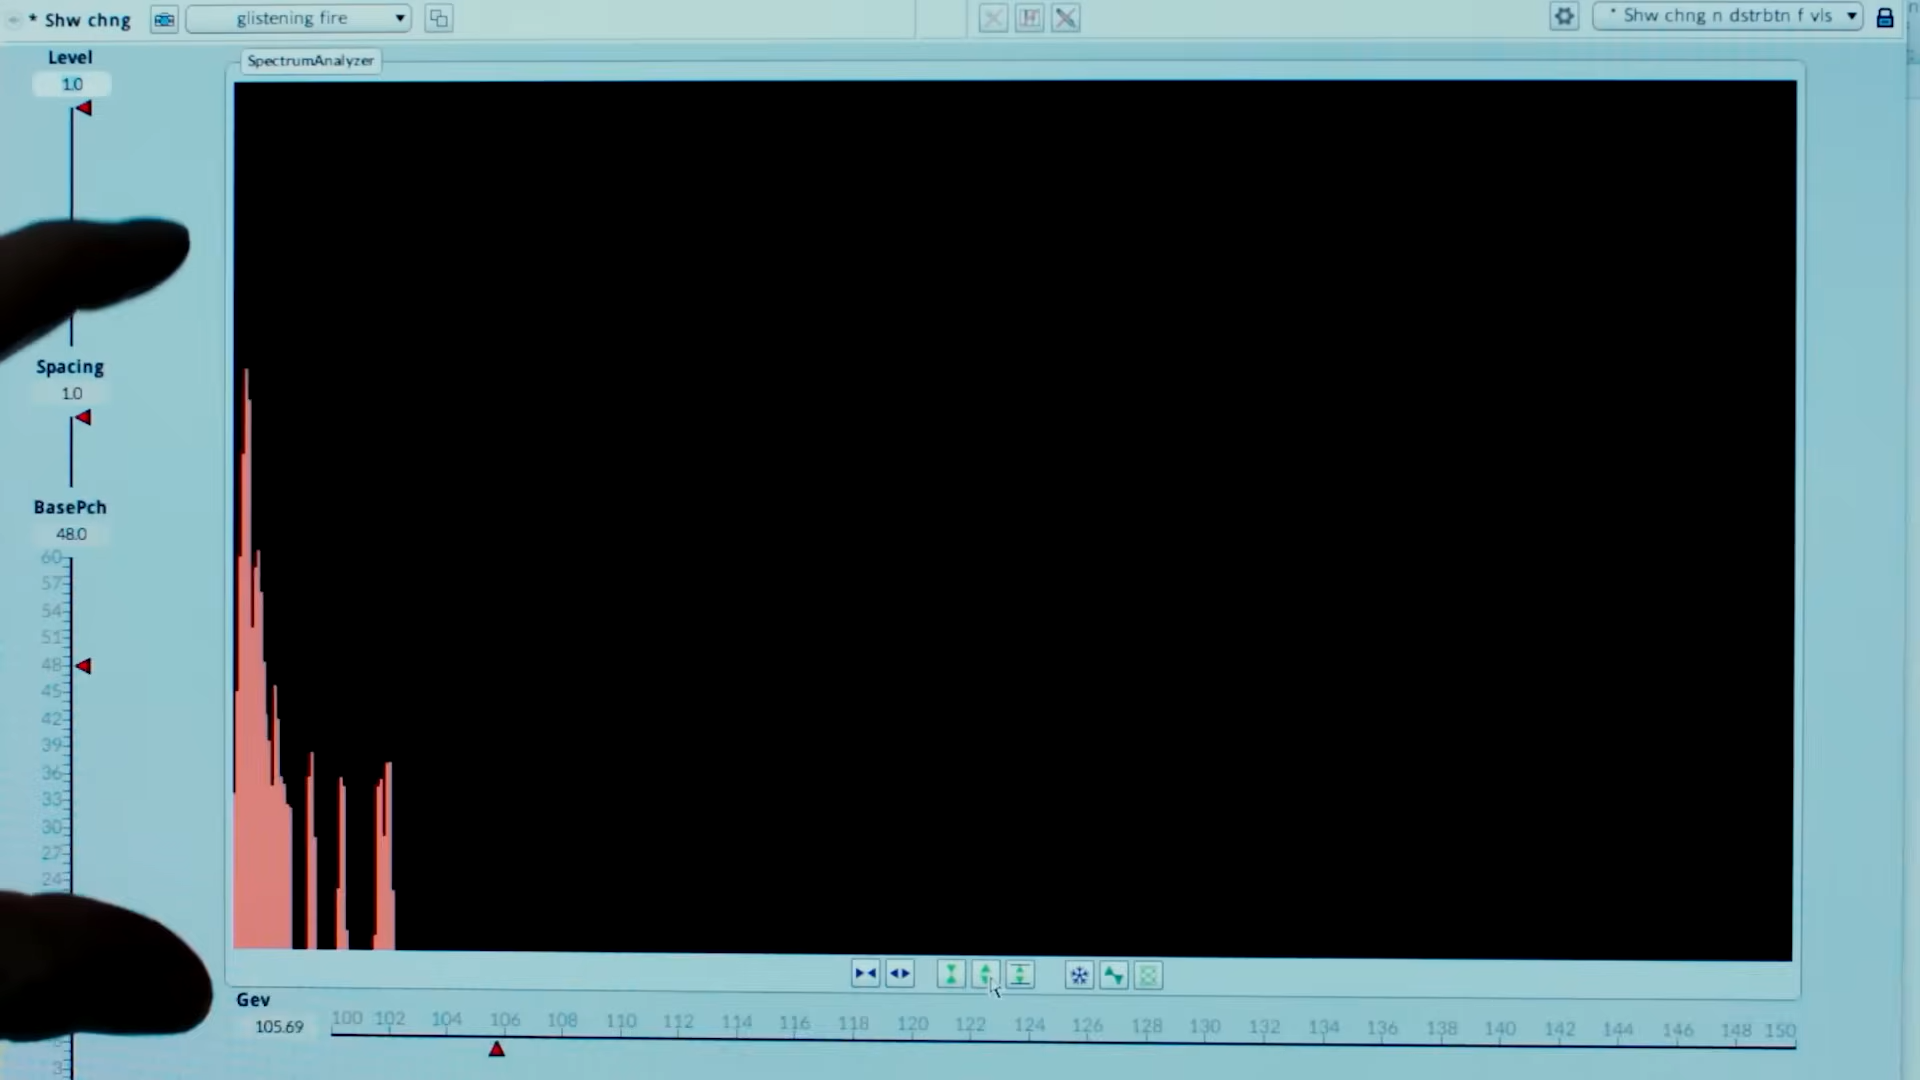 * Shw chng
glistening fire
* Shw chng n dstrbtn f vls
Level
1.0
SpectrumAnalyzer
Spacing
1.0
BasePch
48.0
60
57
54
51
48
45
42
39
36
33
30
27
24
3
Gev
105.69
100 102 104 106 108 110 112 114 116 118 120 122 124 126 128 130 132 134 136 138 140 142 144 146 148 150